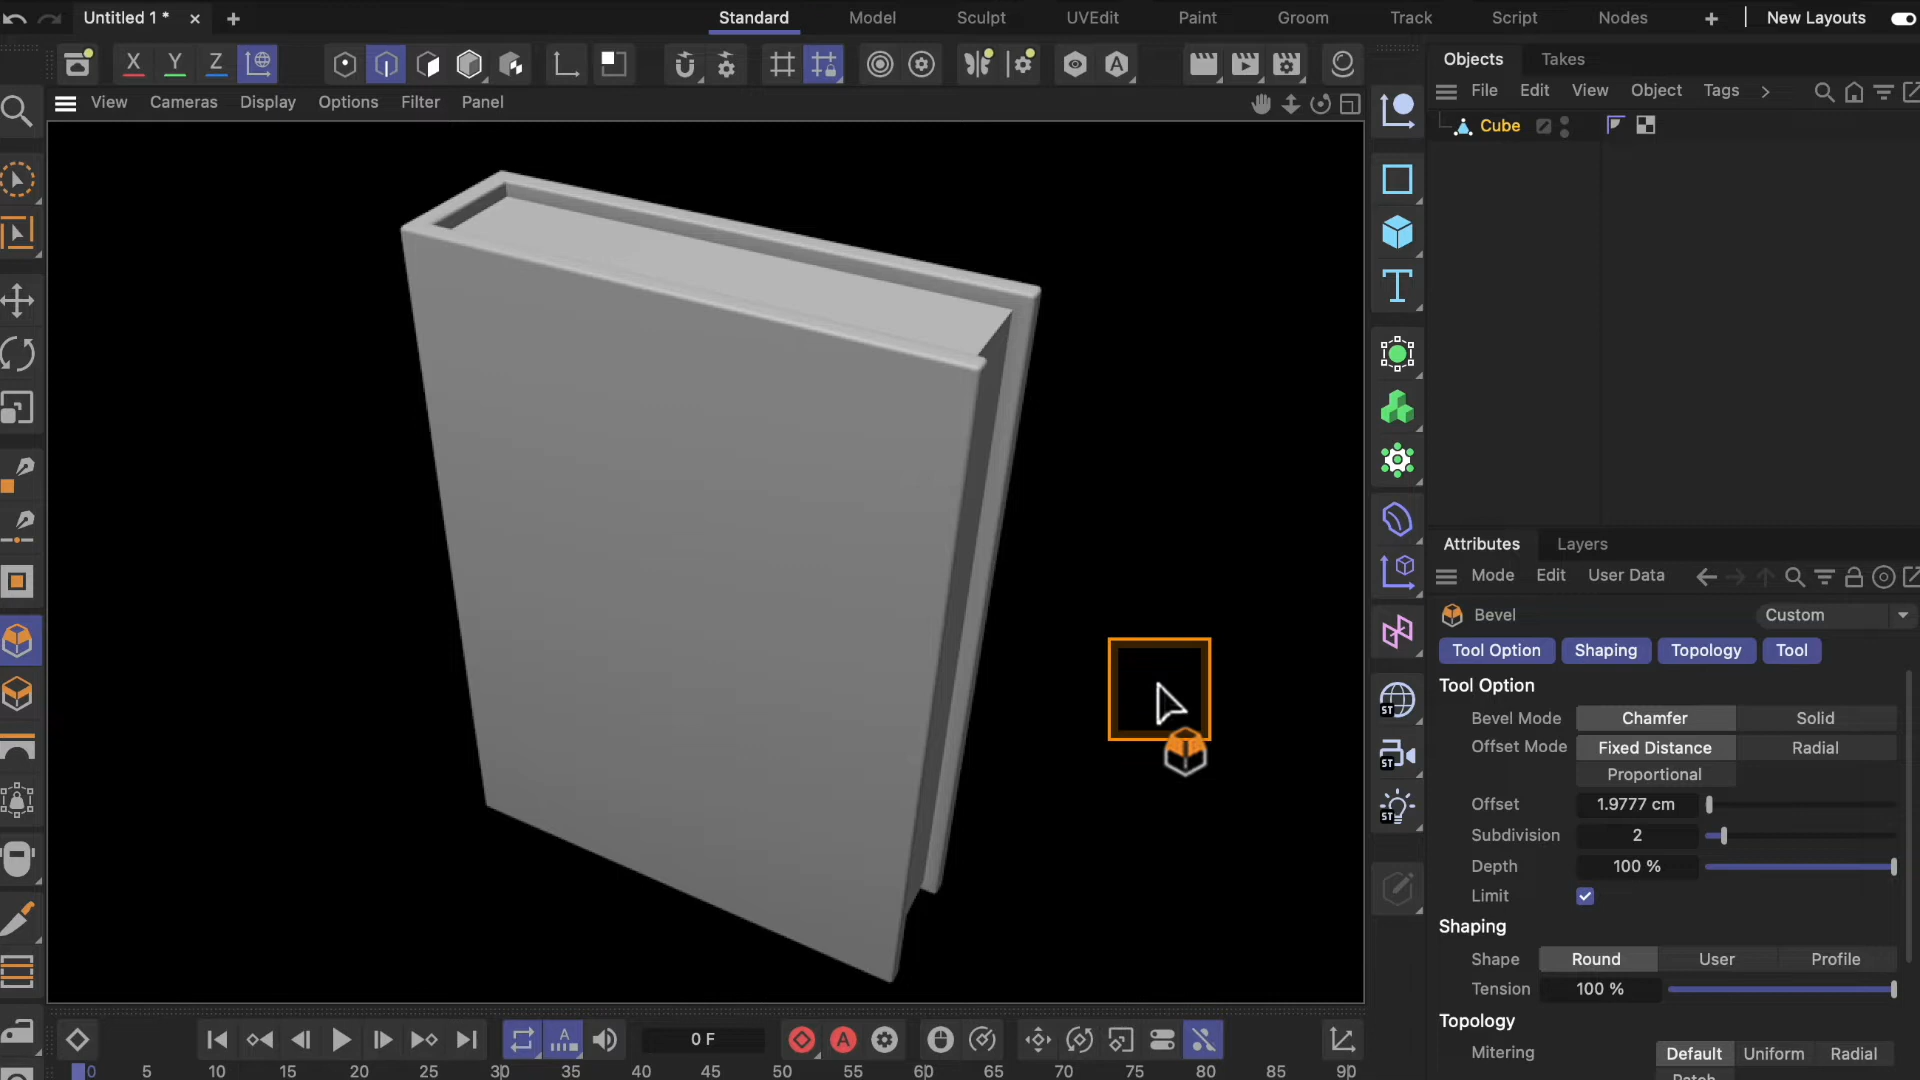 Untitled 1 *
Standard
Model
Sculpt
UVEdit
Paint
Groom
Track
Script
Nodes
New Layouts
X
Y
Z
A
View
Cameras
Display
Options
Filter
Panel
Objects
Takes
File
Edit
View
Object
Tags
Cube
T
ST
ST
ST
Attributes
Layers
Mode
Edit
User Data
Bevel
Custom
Tool Option
Shaping
Topology
Tool
Tool Option
Bevel Mode
Chamfer
Solid
Offset Mode
Fixed Distance
Radial
Proportional
Offset
1.9777 cm
Subdivision
2
Depth
100 %
Limit
Shaping
Shape
Round
User
Profile
Tension
100 %
Topology
Mitering
Default
Uniform
Radial
Patch
A
0 F
A
0
5
10
15
20
25
30
35
40
45
50
55
60
65
70
75
80
85
90